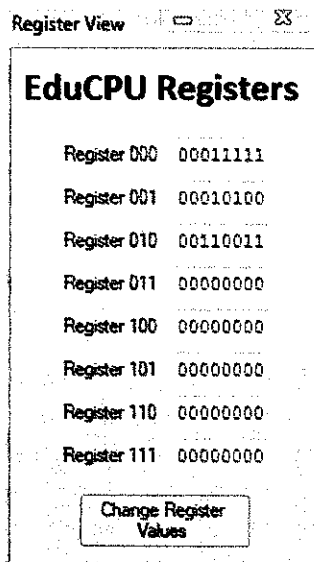 Register View
EduCPU Registers
Register 000 00011111
Register 001 00010100
Register 010 00110011
Register 011 00000000
Register 100 00000000
Register 101 00000000
Register 110 00000000
Register 111 00000000
Change Register
Values